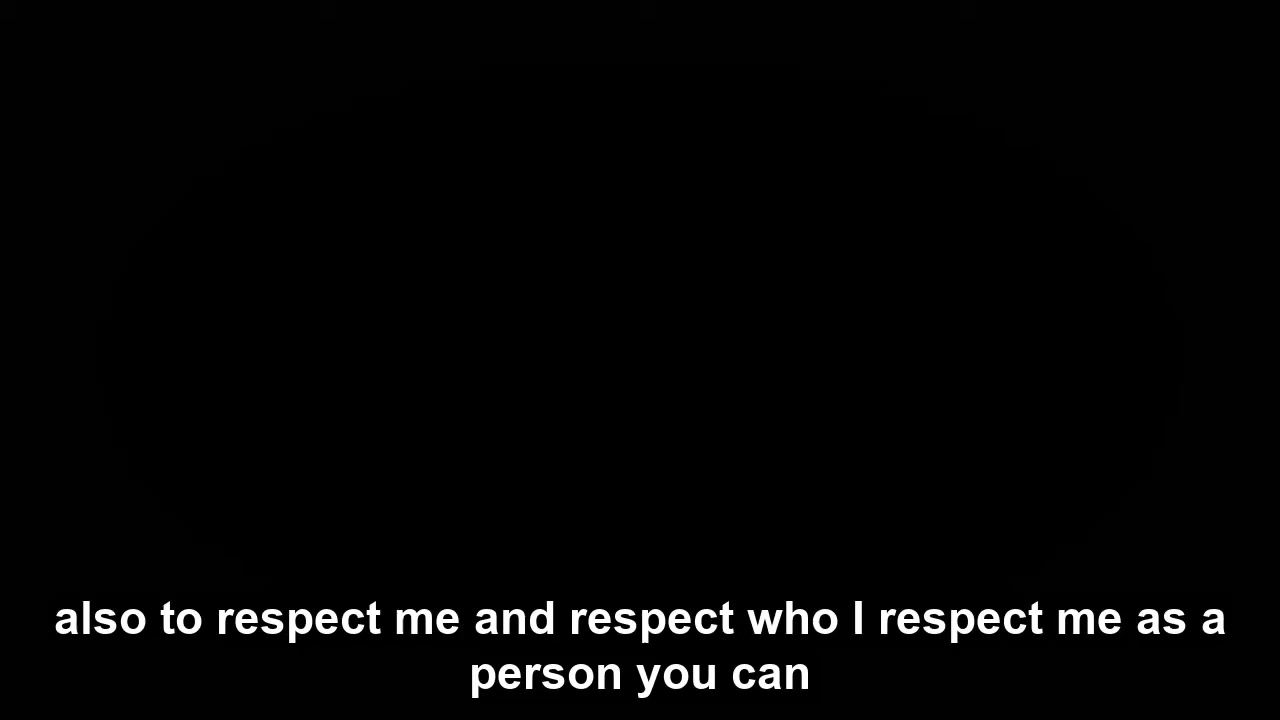 also to respect me and respect who I respect me as a
person you can